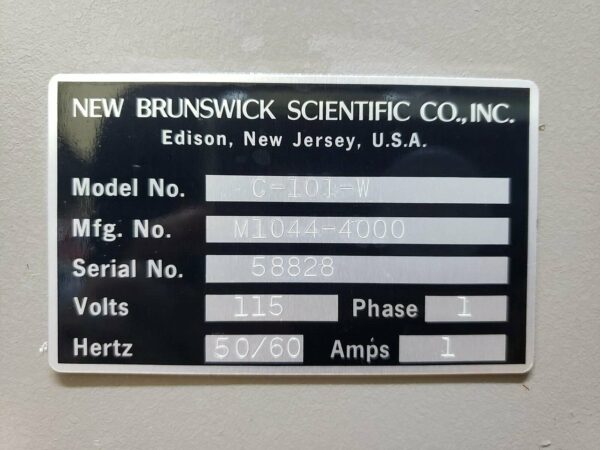 NEW BRUNSWICK SCIENTIFIC CO., INC.
Edison, New Jersey, U.S.A.
Model No. C-101-W
Mfg. No. M1044-4000
Serial No. 58828
Volts 115 Phase 1
Hertz 50/60 Amps 1